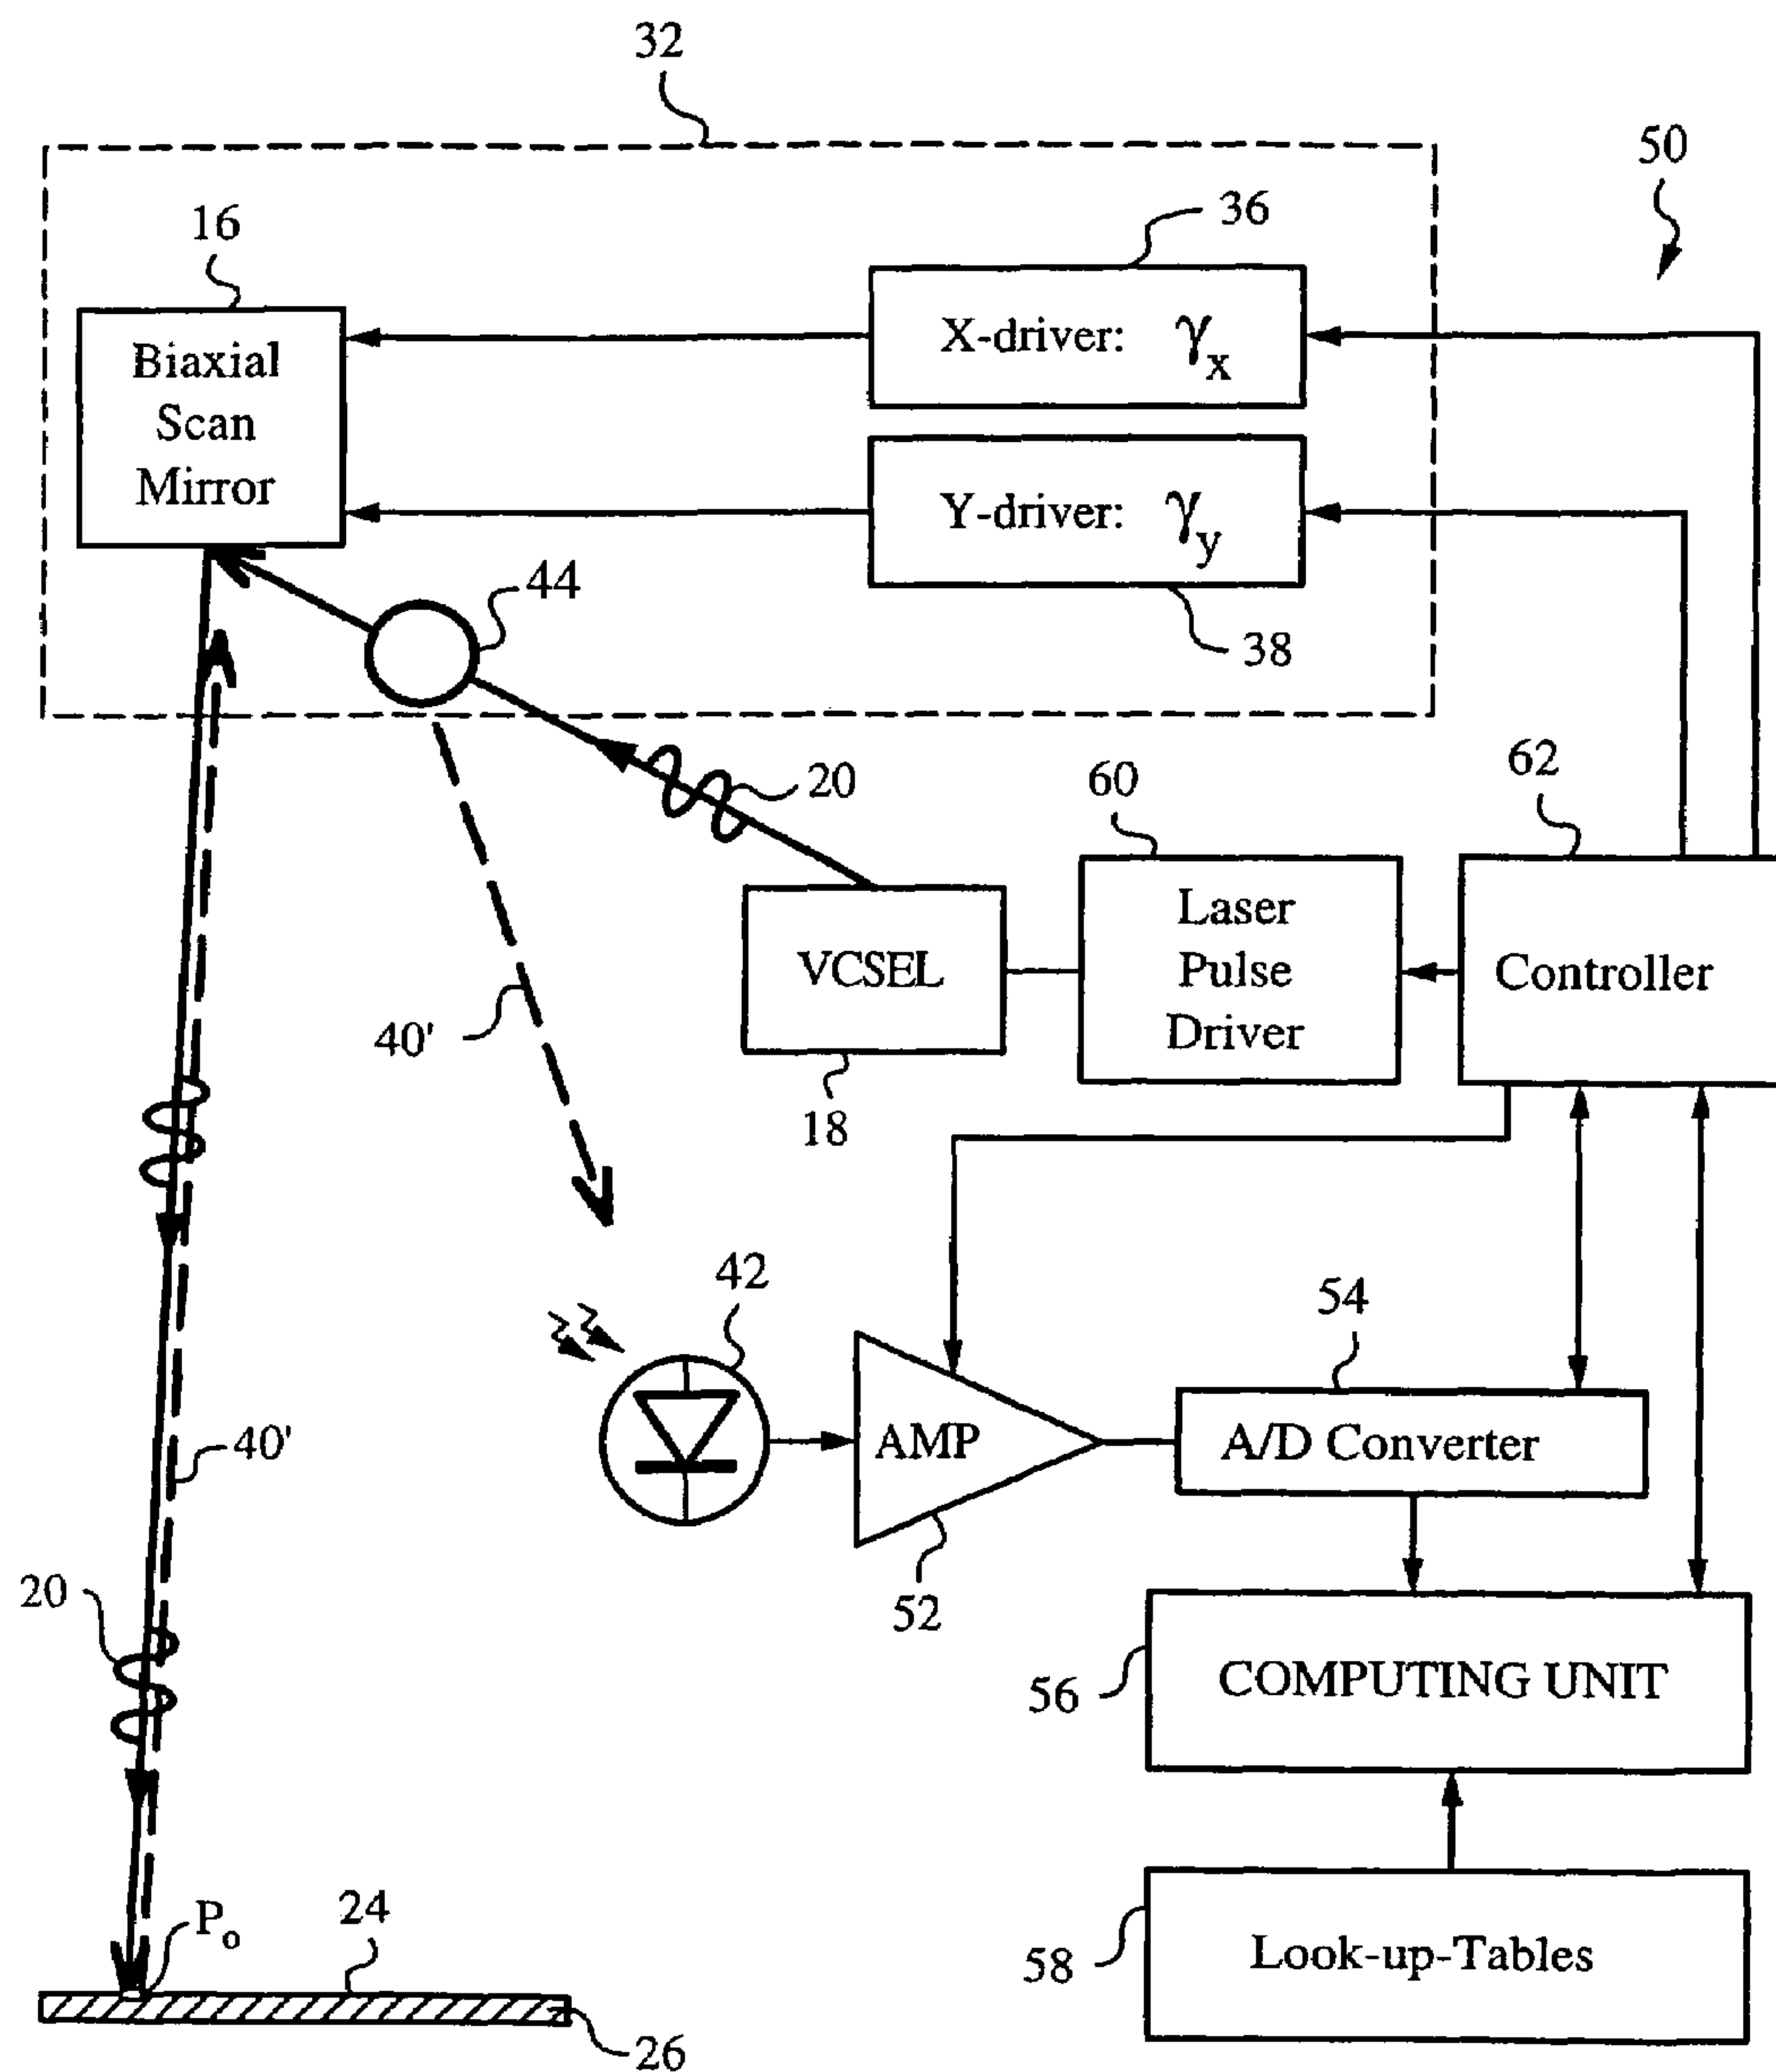 32
50
16
36
Biaxial
Scan
Mirror
X-driver: γx
Y-driver: γy
44
38
20
60
62
VCSEL
Laser
Pulse
Driver
Controller
40'
18
42
54
AMP
A/D Converter
40'
52
20
56
COMPUTING UNIT
Po
24
58
Look-up-Tables
26